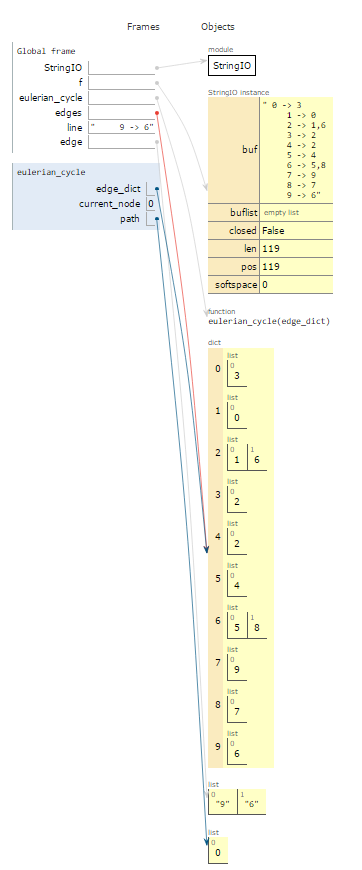 Frames Objects
Global frame
StringIO
f
eulerian_cycle
edges
line " 9 -> 6"
edge
eulerian_cycle
edge_dict
current_node 0
path
module
StringIO
StringIO instance
buf
" 0 -> 3
1 -> 0
2 -> 1,6
3 -> 2
4 -> 2
5 -> 4
6 -> 5,8
7 -> 9
8 -> 7
9 -> 6"
buflist empty list
closed False
len 119
pos 119
softspace 0
function
eulerian_cycle(edge_dict)
dict
list
0
0 3
list
0
1 0
list
0 1
2 1 6
list
0
3 2
list
0
4 2
list
0
5 4
list
0 1
6 5 8
list
0
7 9
list
0
8 7
list
0
9 6
list
0 1
"9" "6"
list
0
0